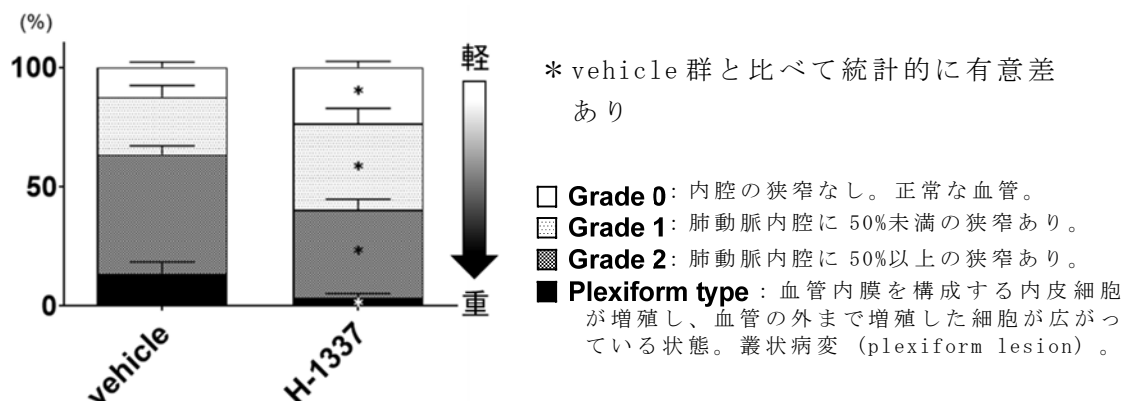 (%)
100
50
0
vehicle
H-1337
軽
重
*
*
*
*
＊vehicle群と比べて統計的に有意差
あり
Grade 0：内腔の狭窄なし。正常な血管。
Grade 1：肺動脈内腔に 50%未満の狭窄あり。
Grade 2：肺動脈内腔に 50%以上の狭窄あり。
Plexiform type：血管内膜を構成する内皮細胞
が増殖し、血管の外まで増殖した細胞が広がっ
ている状態。叢状病変 (plexiform lesion)。